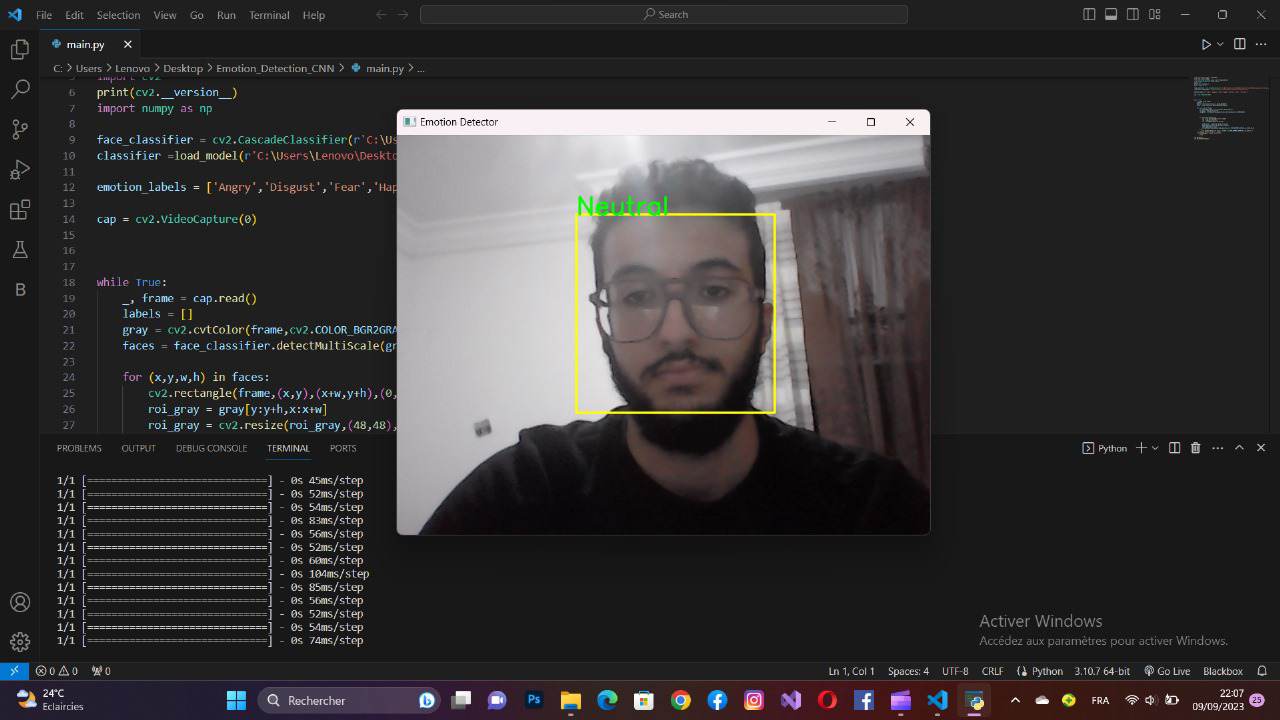 File Edit Selection View Go Run Terminal Help
Search
main.py
C: > Users > Lenovo > Desktop > Emotion_Detection_CNN > main.py > ...
import cv2
6 print(cv2.__version__)
7 import numpy as np
8
9 face_classifier = cv2.CascadeClassifier(r'C:\Us
10 classifier =load_model(r'C:\Users\Lenovo\Deskto
11
12 emotion_labels = ['Angry','Disgust','Fear','Hap
13
14 cap = cv2.VideoCapture(0)
15
16
17
18 while True:
19 _, frame = cap.read()
20 labels = []
21 gray = cv2.cvtColor(frame,cv2.COLOR_BGR2GRA
22 faces = face_classifier.detectMultiScale(gr
23
24 for (x,y,w,h) in faces:
25 cv2.rectangle(frame,(x,y),(x+w,y+h),(0,
26 roi_gray = gray[y:y+h,x:x+w]
27 roi_gray = cv2.resize(roi_gray,(48,48),
Emotion Detector
Neutral
PROBLEMS OUTPUT DEBUG CONSOLE TERMINAL PORTS
Python
1/1 [==============================] - 0s 45ms/step
1/1 [==============================] - 0s 52ms/step
1/1 [==============================] - 0s 54ms/step
1/1 [==============================] - 0s 83ms/step
1/1 [==============================] - 0s 56ms/step
1/1 [==============================] - 0s 52ms/step
1/1 [==============================] - 0s 60ms/step
1/1 [==============================] - 0s 104ms/step
1/1 [==============================] - 0s 85ms/step
1/1 [==============================] - 0s 56ms/step
1/1 [==============================] - 0s 52ms/step
1/1 [==============================] - 0s 54ms/step
1/1 [==============================] - 0s 74ms/step
Activer Windows
Accédez aux paramètres pour activer Windows.
0 0 0 Ln 1, Col 1 Spaces: 4 UTF-8 CRLF Python 3.10.7 64-bit Go Live Blackbox
24°C
Eclaircies
Rechercher
Ps
FRA
22:07
09/09/2023
25